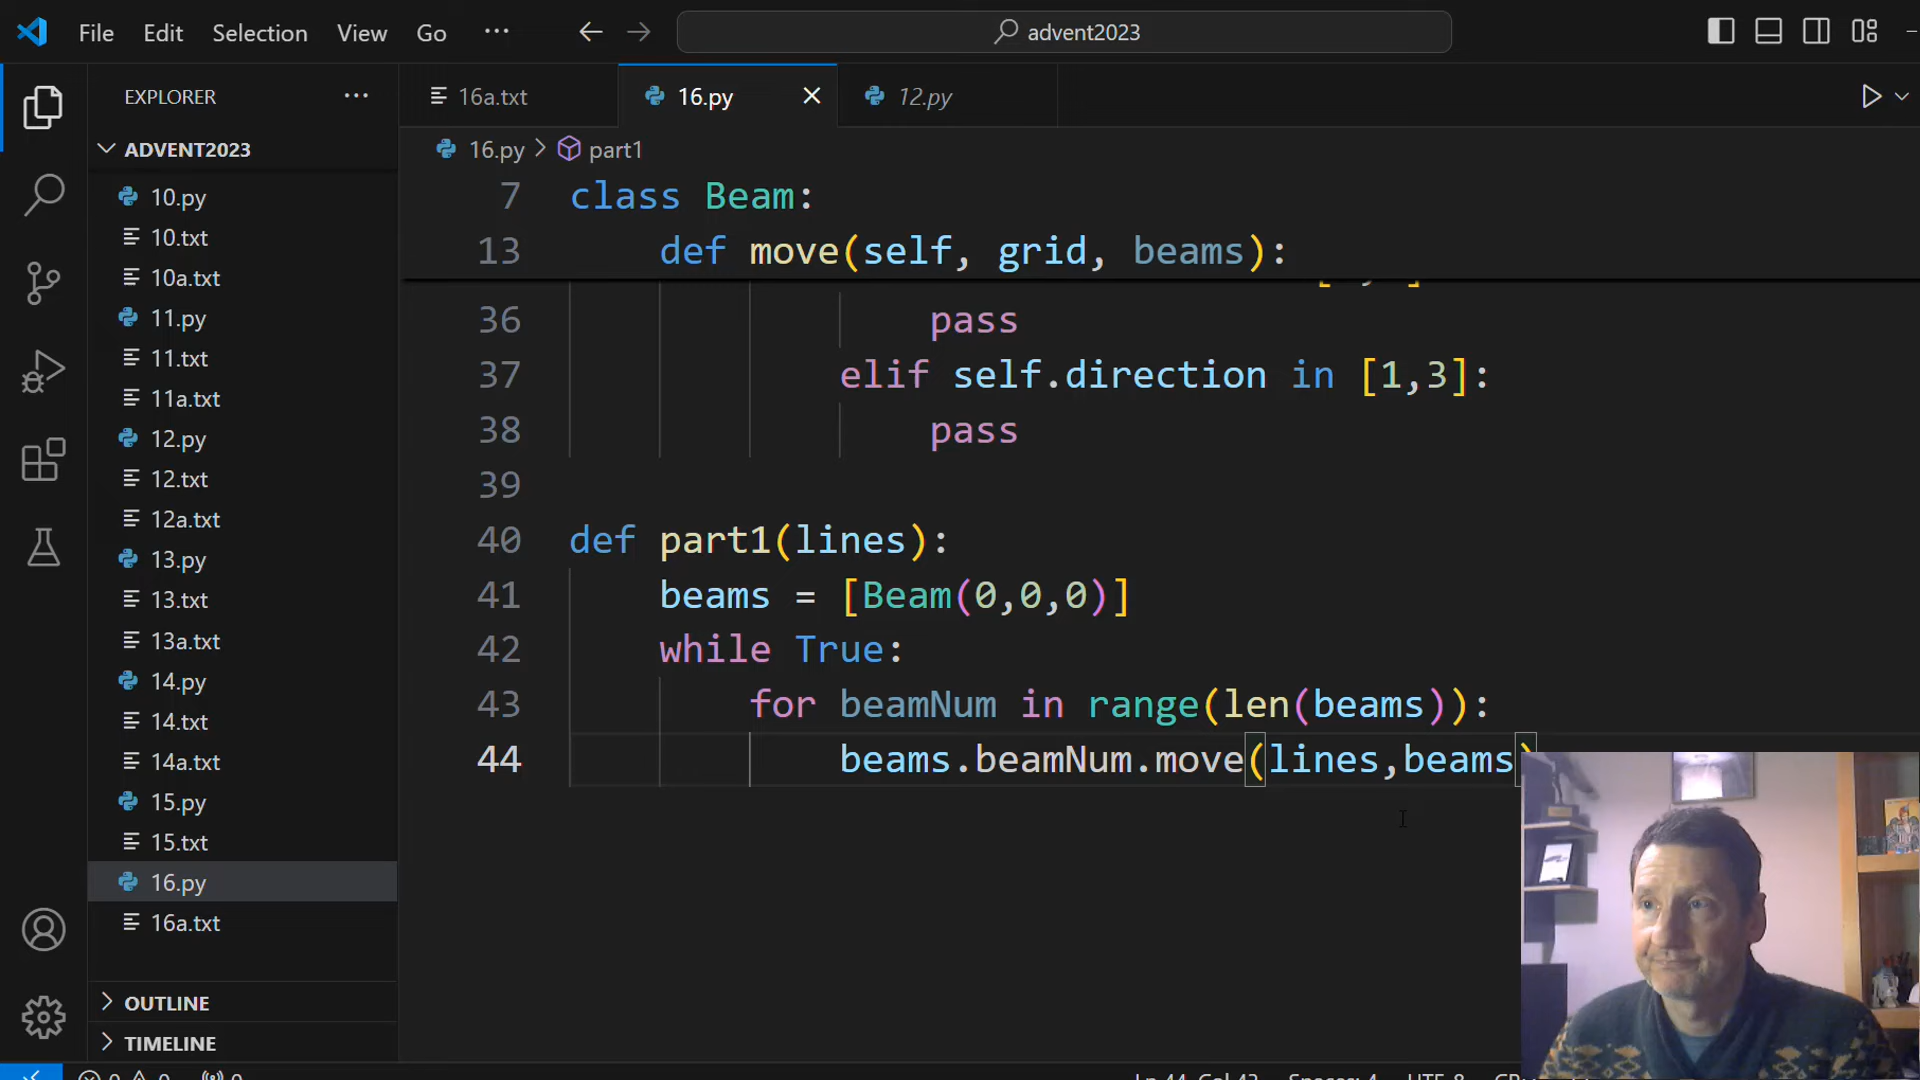 File Edit Selection View Go ··· advent2023
EXPLORER ···
ADVENT2023
10.py
10.txt
10a.txt
11.py
11.txt
11a.txt
12.py
12.txt
12a.txt
13.py
13.txt
13a.txt
14.py
14.txt
14a.txt
15.py
15.txt
16.py
16a.txt
OUTLINE
TIMELINE
16a.txt 16.py 12.py
16.py > part1
7 class Beam:
13 def move(self, grid, beams):
36 pass
37 elif self.direction in [1,3]:
38 pass
39
40 def part1(lines):
41 beams = [Beam(0,0,0)]
42 while True:
43 for beamNum in range(len(beams)):
44 beams.beamNum.move(lines,beams)